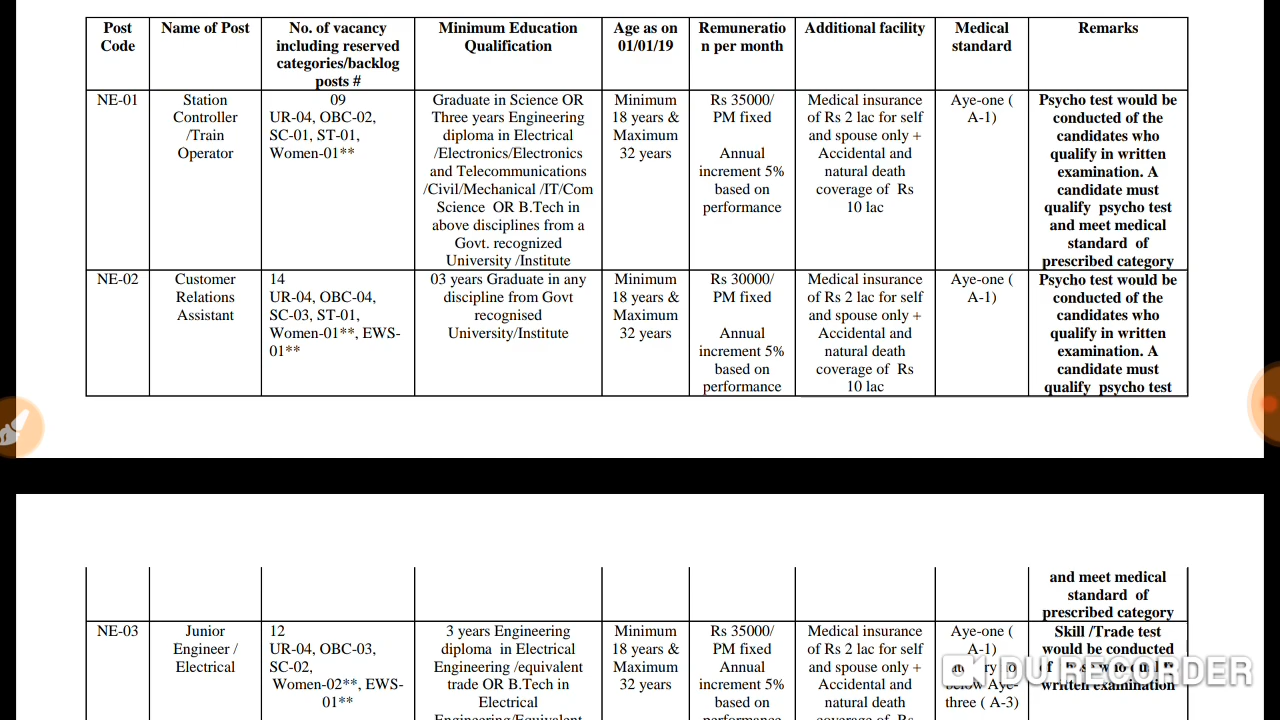 Post Code
Name of Post
No. of vacancy
including reserved
categories/backlog
posts #
Minimum Education
Qualification
Age as on
01/01/19
Remuneratio
n per month
Additional facility
Medical
standard
Remarks
NE-01
Station
Controller
/Train
Operator
09
UR-04, OBC-02,
SC-01, ST-01,
Women-01**
Graduate in Science OR
Three years Engineering
diploma in Electrical
/Electronics/Electronics
and Telecommunications
/Civil/Mechanical /IT/Com
Science OR B.Tech in
above disciplines from a
Govt. recognized
University /Institute
Minimum
18 years &
Maximum
32 years
Rs 35000/
PM fixed
Annual
increment 5%
based on
performance
Medical insurance
of Rs 2 lac for self
and spouse only +
Accidental and
natural death
coverage of Rs
10 lac
Aye-one (
A-1)
Psycho test would be
conducted of the
candidates who
qualify in written
examination. A
candidate must
qualify psycho test
and meet medical
standard of
prescribed category
NE-02
Customer
Relations
Assistant
14
UR-04, OBC-04,
SC-03, ST-01,
Women-01**, EWS-
01**
03 years Graduate in any
discipline from Govt
recognised
University/Institute
Minimum
18 years &
Maximum
32 years
Rs 30000/
PM fixed
Annual
increment 5%
based on
performance
Medical insurance
of Rs 2 lac for self
and spouse only +
Accidental and
natural death
coverage of Rs
10 lac
Aye-one (
A-1)
Psycho test would be
conducted of the
candidates who
qualify in written
examination. A
candidate must
qualify psycho test
and meet medical
standard of
prescribed category
NE-03
Junior
Engineer /
Electrical
12
UR-04, OBC-03,
SC-02,
Women-02**, EWS-
01**
3 years Engineering
diploma in Electrical
Engineering /equivalent
trade OR B.Tech in
Electrical
Engineering/Equivalent
Minimum
18 years &
Maximum
32 years
Rs 35000/
PM fixed
Annual
increment 5%
based on
performance
Medical insurance
of Rs 2 lac for self
and spouse only +
Accidental and
natural death
coverage of Rs
Aye-one (
A-1)
below Aye-
three ( A-3)
Skill /Trade test
would be conducted
of those who qualify
written examination
DU RECORDER